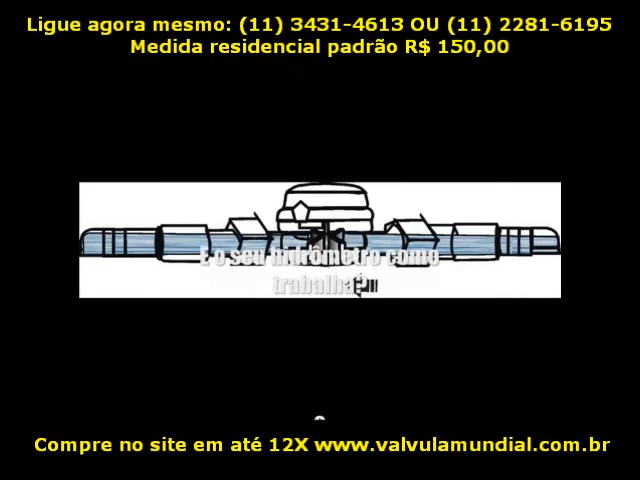 Ligue agora mesmo: (11) 3431-4613 OU (11) 2281-6195
Medida residencial padrão R$ 150,00
E o seu hidrômetro como
trabalha?
Compre no site em até 12X www.valvulamundial.com.br